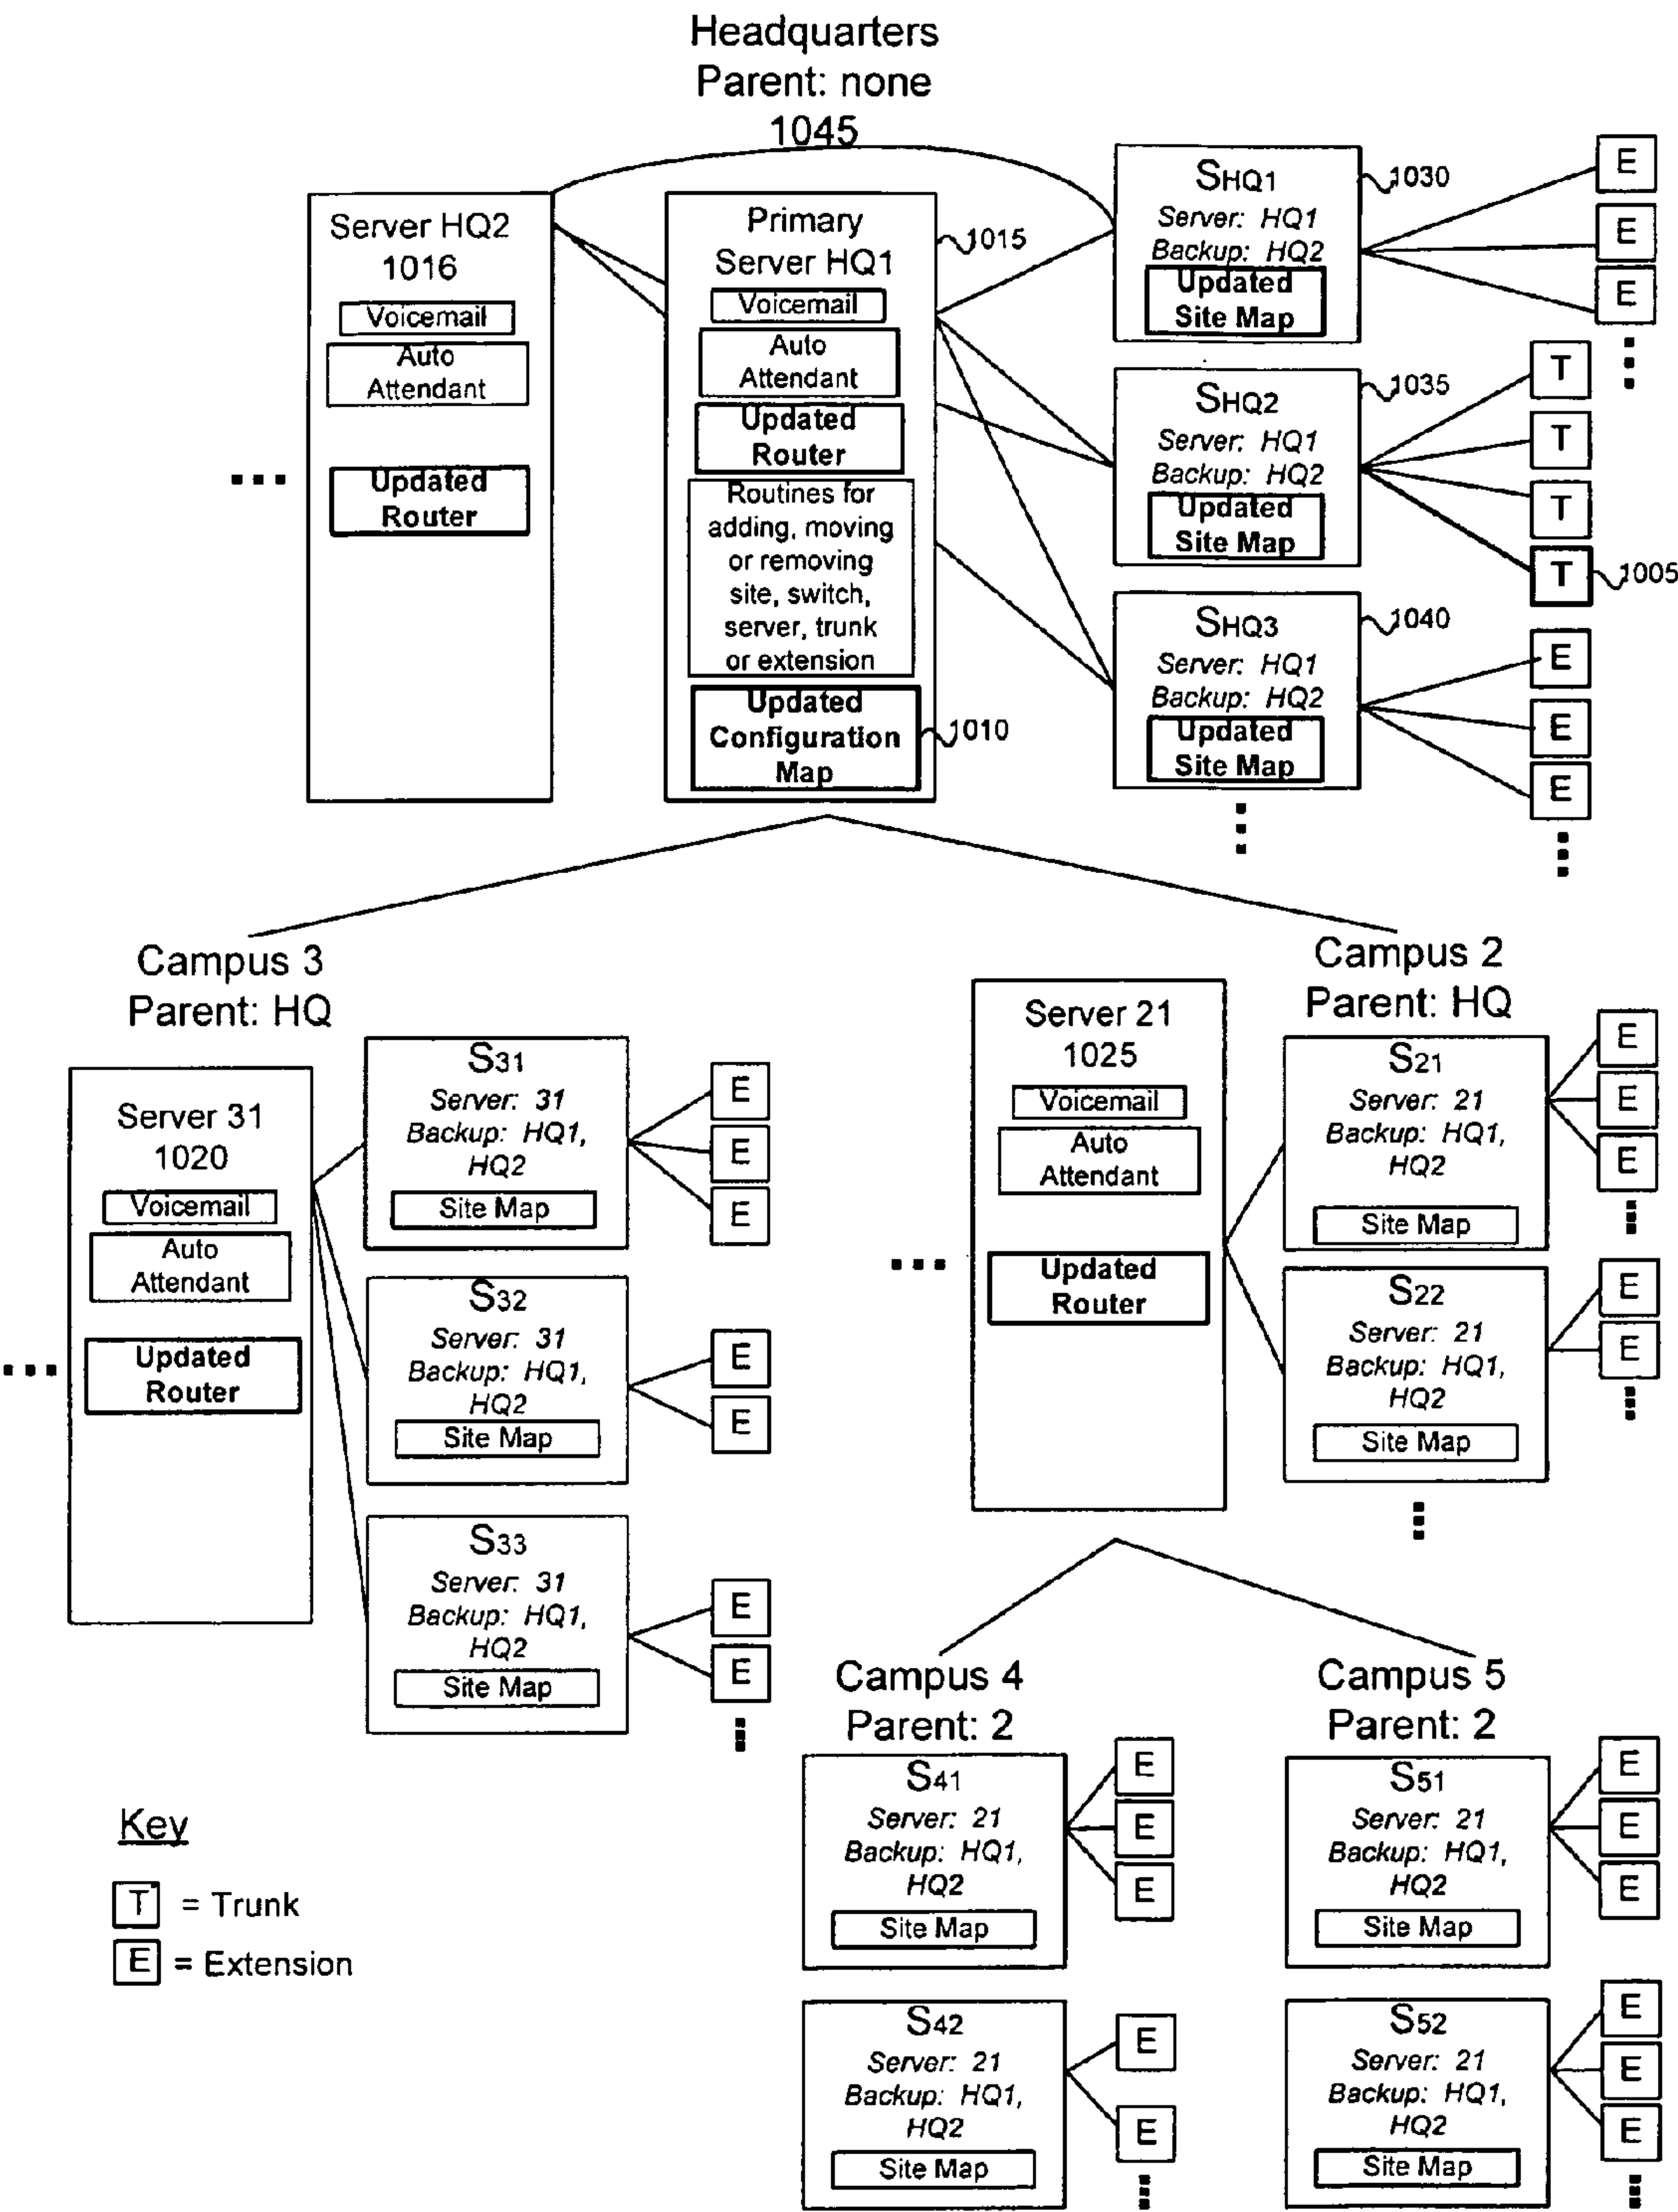 Headquarters
Parent: none
1045
Server HQ2
1016
Voicemail
Auto
Attendant
Updated
Router
Primary
Server HQ1
1015
Voicemail
Auto
Attendant
Updated
Router
Routines for
adding, moving
or removing
site, switch,
server, trunk
or extension
Updated
Configuration
Map
1010
SHQ1
1030
Server: HQ1
Backup: HQ2
Updated
Site Map
E
E
E
SHQ2
1035
Server: HQ1
Backup: HQ2
Updated
Site Map
T
T
T
T
1005
SHQ3
1040
Server: HQ1
Backup: HQ2
Updated
Site Map
E
E
E
Campus 3
Parent: HQ
Server 31
1020
Voicemail
Auto
Attendant
Updated
Router
S31
Server: 31
Backup: HQ1,
HQ2
Site Map
E
E
E
S32
Server: 31
Backup: HQ1,
HQ2
Site Map
E
E
S33
Server: 31
Backup: HQ1,
HQ2
Site Map
E
E
Campus 2
Parent: HQ
Server 21
1025
Voicemail
Auto
Attendant
Updated
Router
S21
Server: 21
Backup: HQ1,
HQ2
Site Map
E
E
E
S22
Server: 21
Backup: HQ1,
HQ2
Site Map
E
E
Campus 4
Parent: 2
S41
Server: 21
Backup: HQ1,
HQ2
Site Map
E
E
E
S42
Server: 21
Backup: HQ1,
HQ2
Site Map
E
E
Campus 5
Parent: 2
S51
Server: 21
Backup: HQ1,
HQ2
Site Map
E
E
E
S52
Server: 21
Backup: HQ1,
HQ2
Site Map
E
E
E
Key
T = Trunk
E = Extension